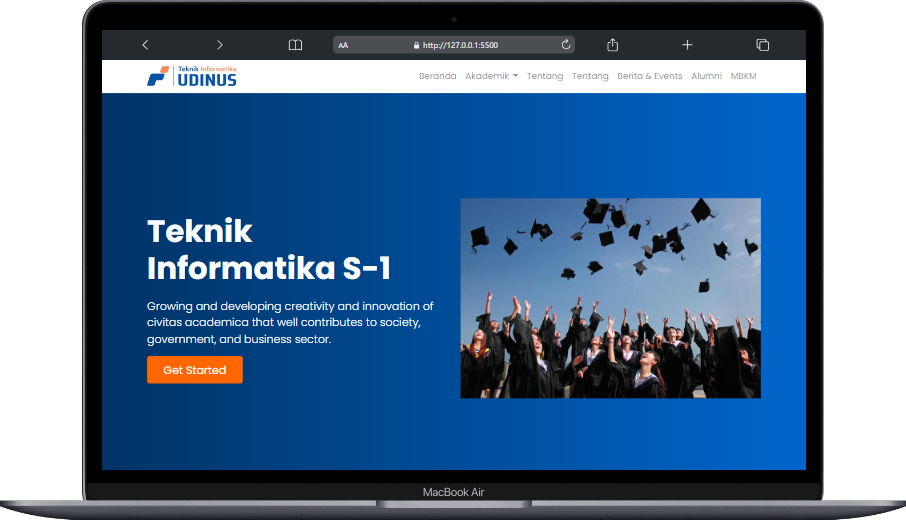 AA http://127.0.0.1:5500
Teknik Informatika
UDINUS
Beranda Akademik Tentang Tentang Berita & Events Alumni MBKM
Teknik
Informatika S-1
Growing and developing creativity and innovation of
civitas academica that well contributes to society,
government, and business sector.
Get Started
MacBook Air